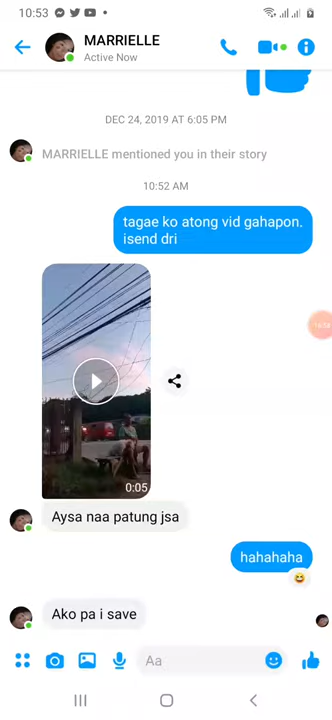 10:53
MARRIELLE
Active Now
DEC 24, 2019 AT 6:05 PM
MARRIELLE mentioned you in their story
10:52 AM
tagae ko atong vid gahapon.
isend dri
0:05
Aysa naa patung jsa
hahahaha
Ako pa i save
Aa